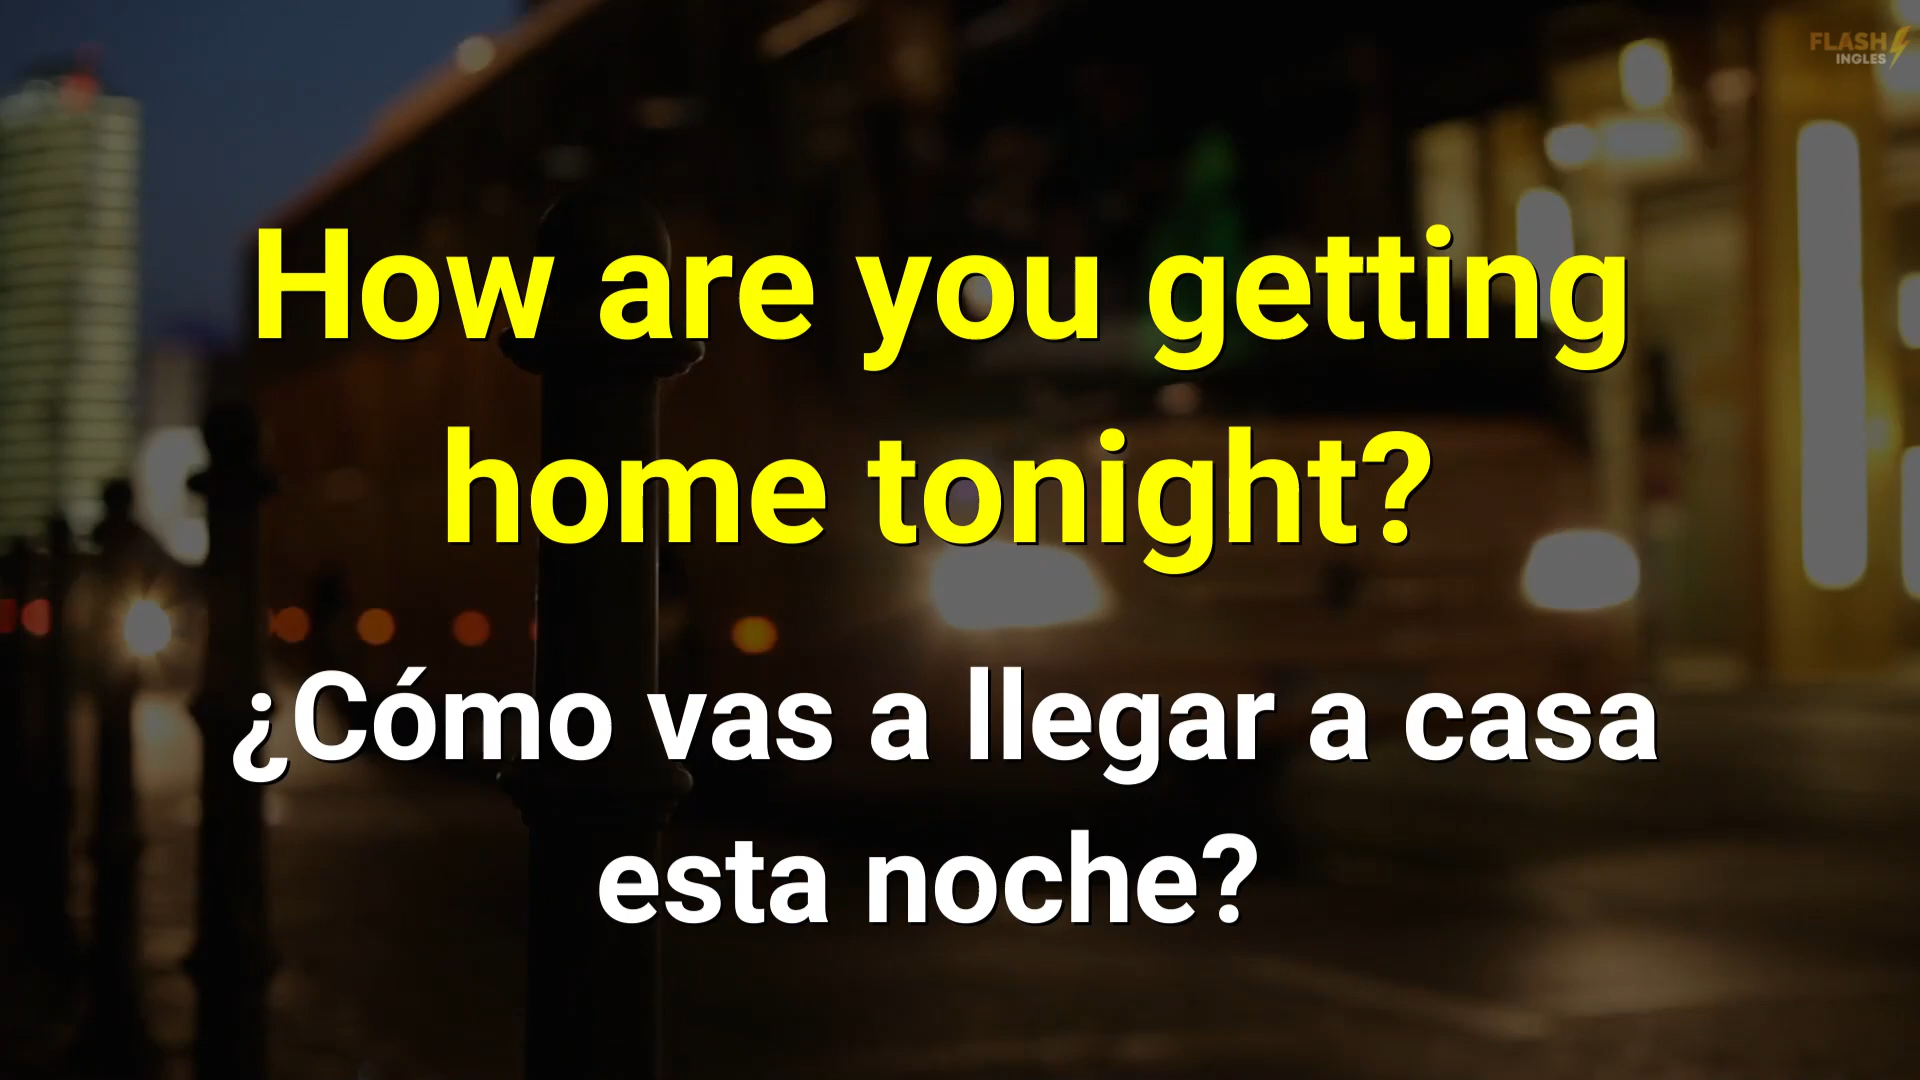 FLASH
INGLES
How are you getting
home tonight?
¿Cómo vas a llegar a casa
esta noche?